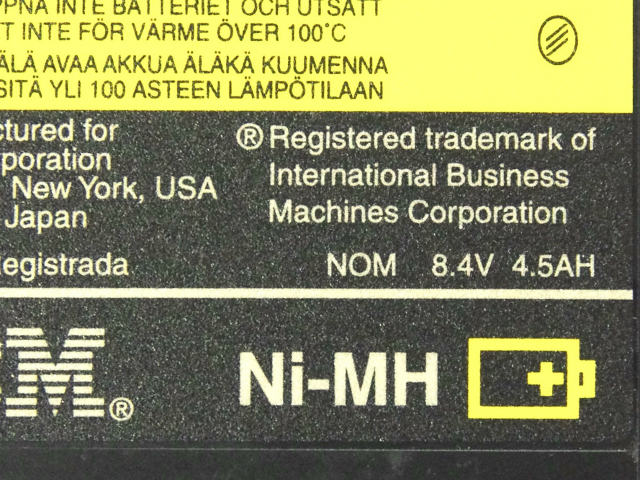 PPNA INTE BATTERIET OCH UTSÄTT
T INTE FÖR VÄRME ÖVER 100°C
ÄLÄ AVAA AKKUA ÄLÄKÄ KUUMENNA
SITÄ YLI 100 ASTEEN LÄMPÖTILAAN
ctured for
rporation
New York, USA
Japan
Registrada
® Registered trademark of
International Business
Machines Corporation
NOM 8.4V 4.5AH
BM®
Ni-MH